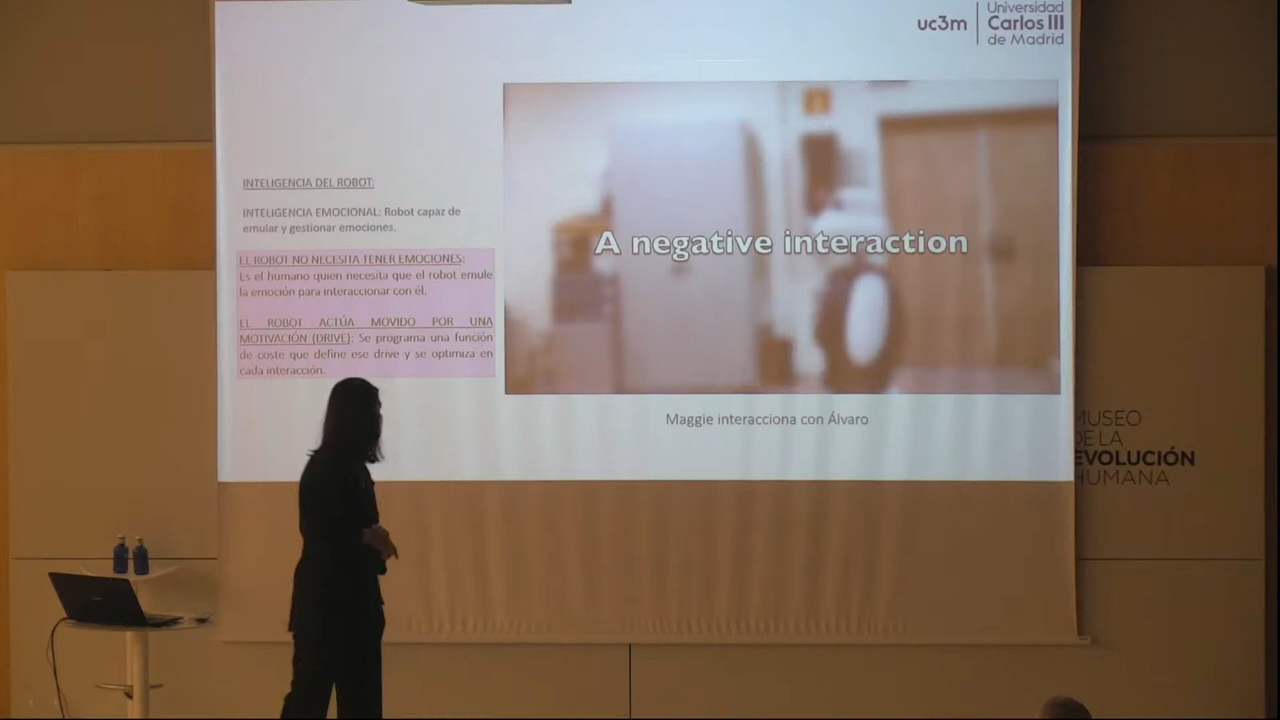 uc3m
Universidad
Carlos III
de Madrid
INTELIGENCIA DEL ROBOT:
INTELIGENCIA EMOCIONAL: Robot capaz de
emular y gestionar emociones.
EL ROBOT NO NECESITA TENER EMOCIONES:
Es el humano quien necesita que el robot emule
la emoción para interaccionar con él.
EL ROBOT ACTÚA MOVIDO POR UNA
MOTIVACIÓN (DRIVE): Se programa una función
de coste que define ese drive y se optimiza en
cada interacción.
A negative interaction
Maggie interacciona con Álvaro
MUSEO
DE LA
EVOLUCIÓN
HUMANA